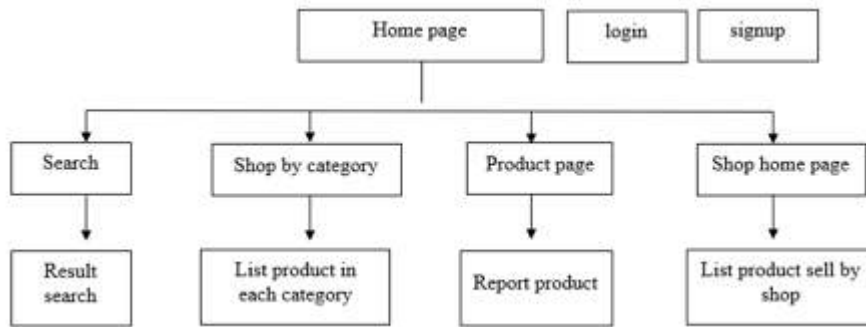 Home page
login
signup
Search
Shop by category
Product page
Shop home page
Result
search
List product in
each category
Report product
List product sell by
shop